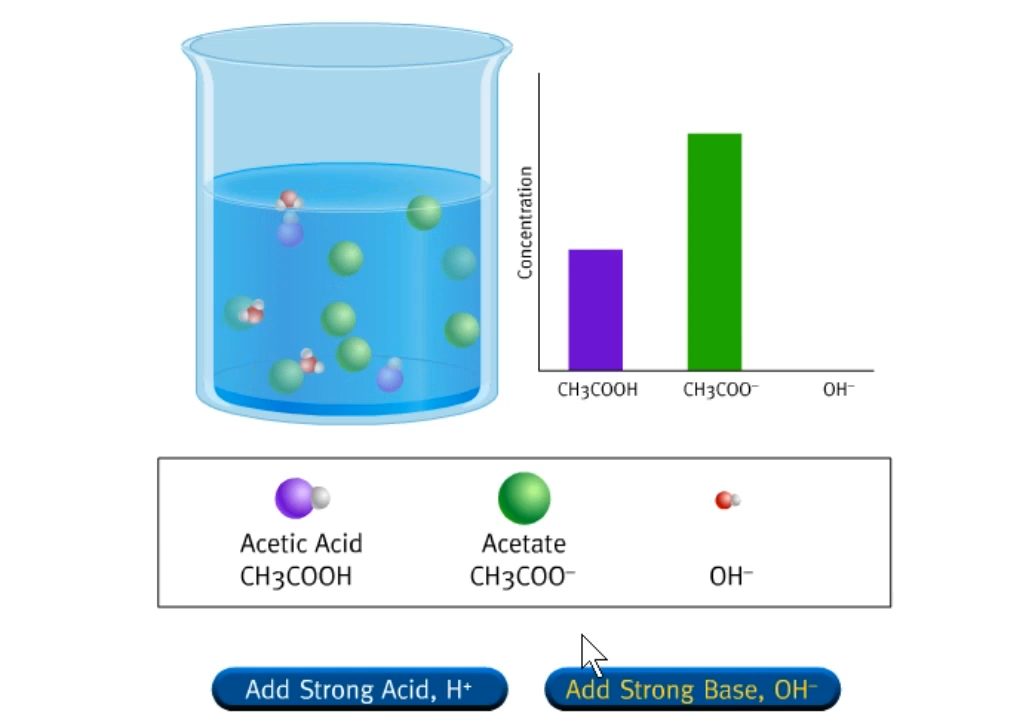 Concentration
CH3COOH CH3COO⁻ OH⁻
Acetic Acid Acetate
CH3COOH CH3COO⁻ OH⁻
Add Strong Acid, H⁺ Add Strong Base, OH⁻